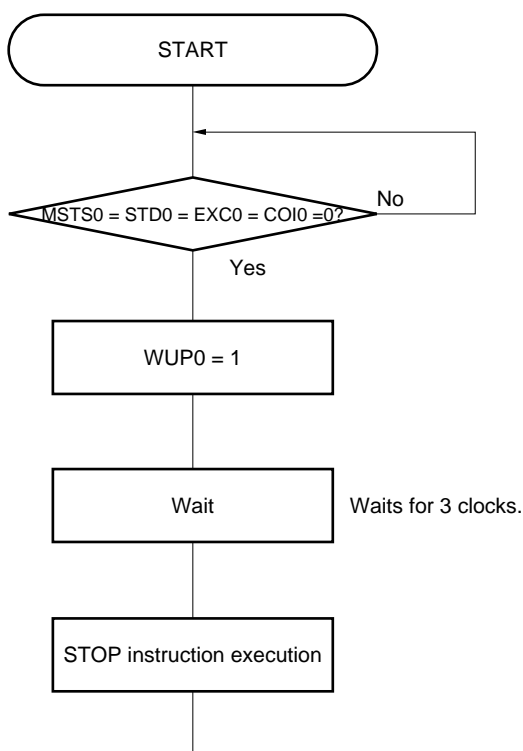 START
MSTS0 = STD0 = EXC0 = COI0 =0?
No
Yes
WUP0 = 1
Wait
Waits for 3 clocks.
STOP instruction execution